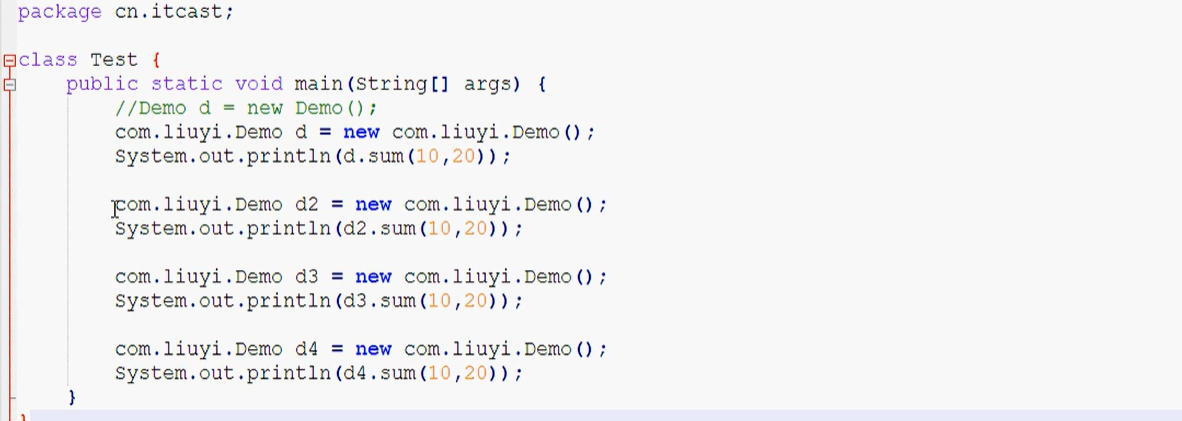 package cn.itcast;
class Test {
public static void main(String[] args) {
//Demo d = new Demo();
com.liuyi.Demo d = new com.liuyi.Demo();
System.out.println(d.sum(10,20));
com.liuyi.Demo d2 = new com.liuyi.Demo();
System.out.println(d2.sum(10,20));
com.liuyi.Demo d3 = new com.liuyi.Demo();
System.out.println(d3.sum(10,20));
com.liuyi.Demo d4 = new com.liuyi.Demo();
System.out.println(d4.sum(10,20));
}
}